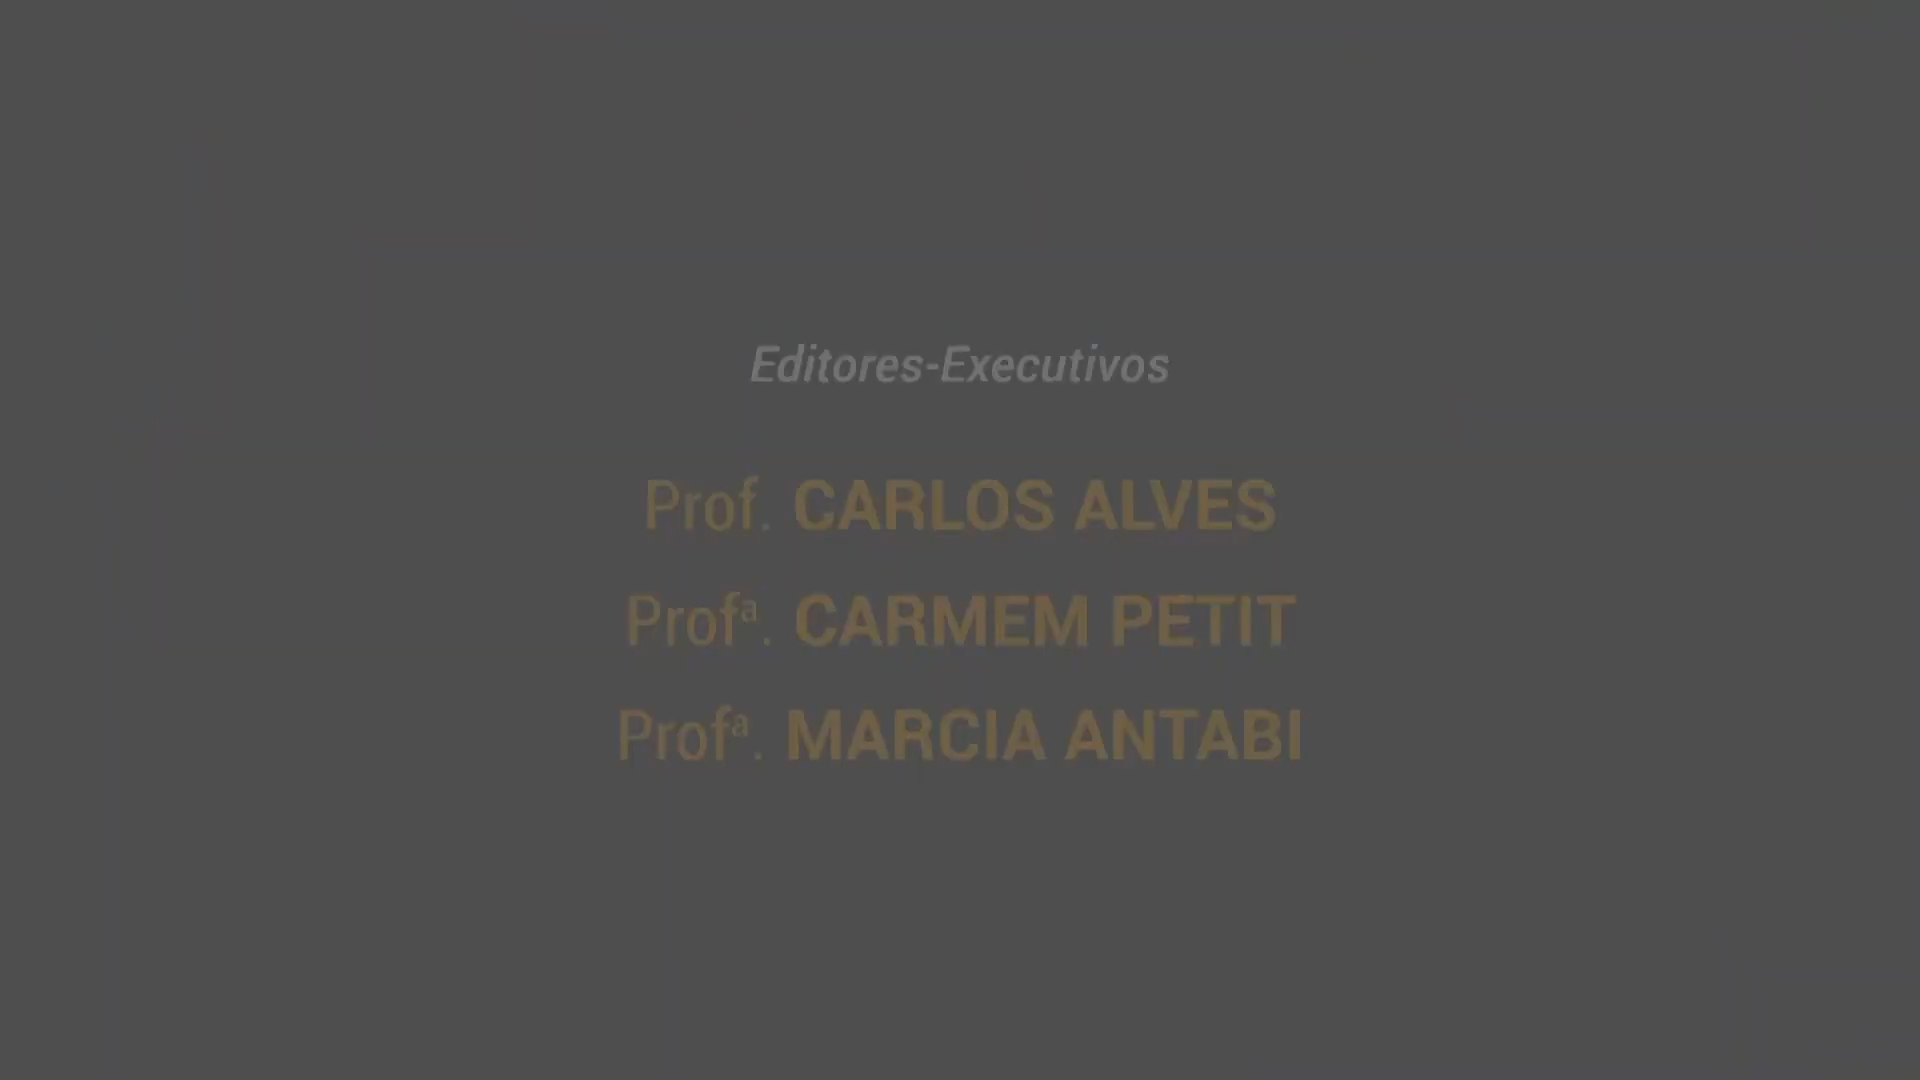 Editores-Executivos
Prof. CARLOS ALVES
Profª. CARMEM PETIT
Profª. MARCIA ANTABI